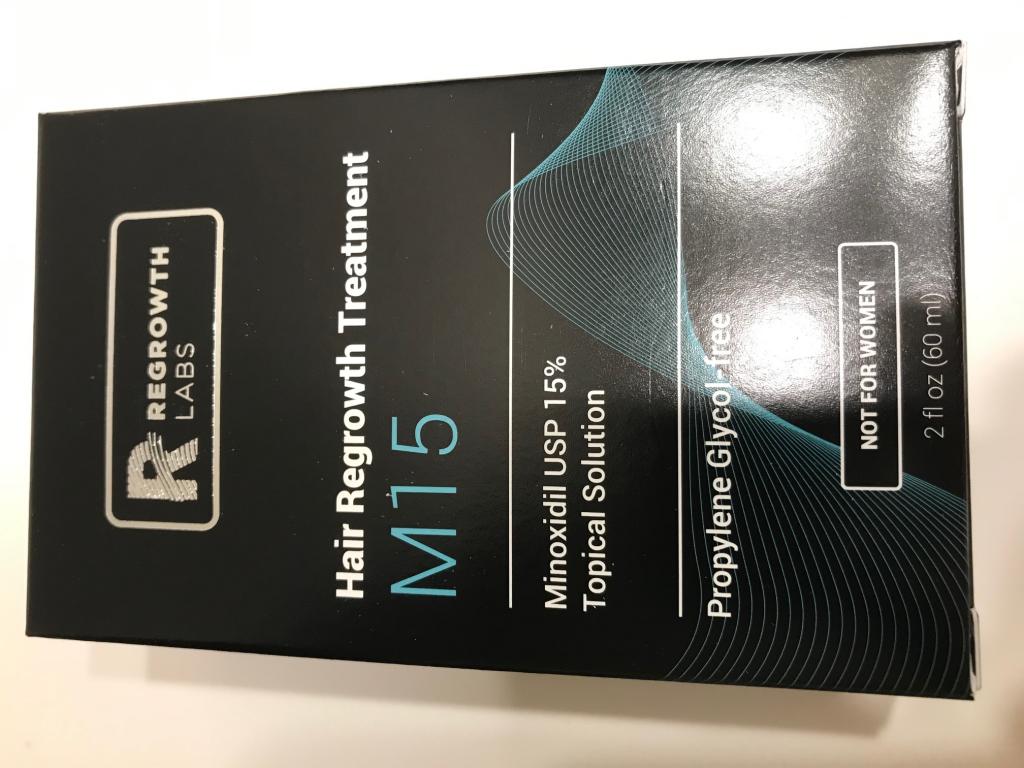 R REGROWTH
LABS
Hair Regrowth Treatment
M15
Minoxidil USP 15%
Topical Solution
Propylene Glycol-free
NOT FOR WOMEN
2 fl oz (60 ml)